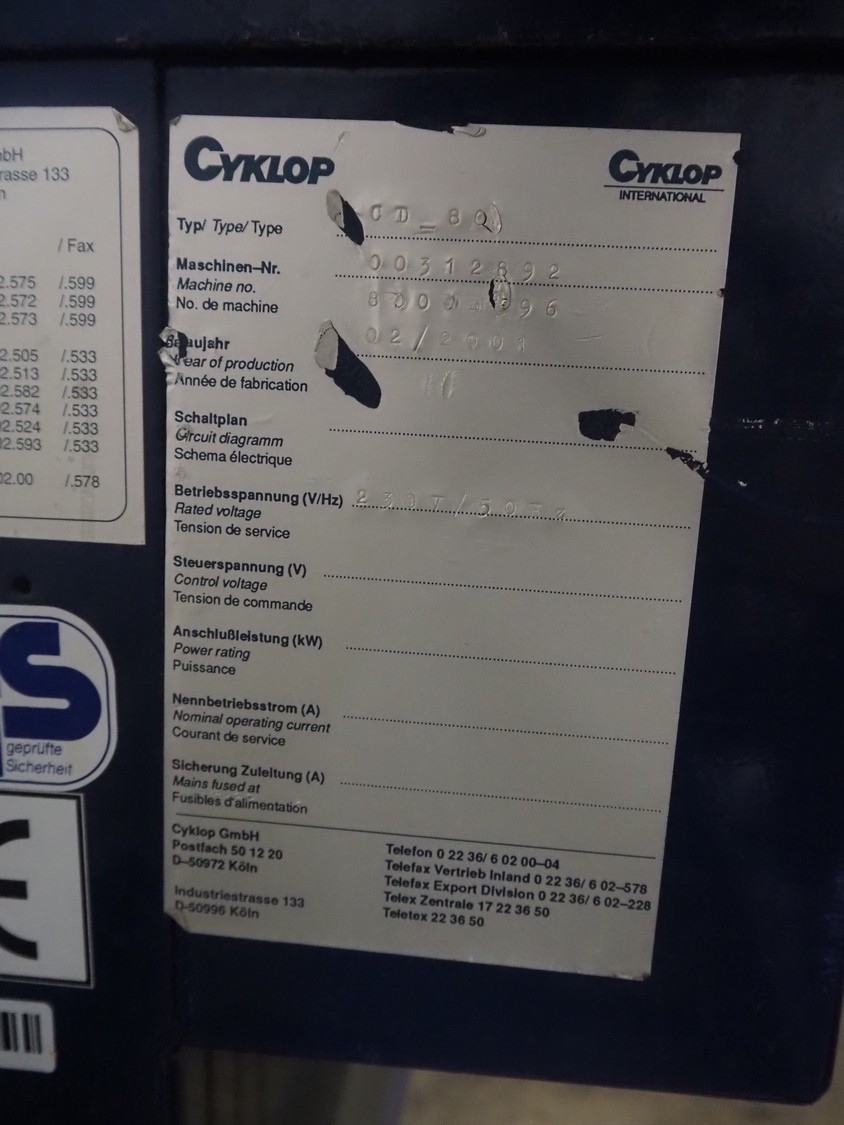 bH
rasse 133
n
/ Fax
2.575 /.599
2.572 /.599
2.573 /.599
2.505 /.533
2.513 /.533
2.582 /.533
2.574 /.533
2.524 /.533
2.593 /.533
02.00 /.578
S
geprüfte
Sicherheit
CYKLOP
CYKLOP
INTERNATIONAL
Typ/ Type/ Type
Maschinen–Nr. 00312892
Machine no.
No. de machine
Baujahr 02/2001
Year of production
Année de fabrication
Schaltplan
Circuit diagramm
Schema électrique
Betriebsspannung (V/Hz) 230V/50Hz
Rated voltage
Tension de service
Steuerspannung (V)
Control voltage
Tension de commande
Anschlußleistung (kW)
Power rating
Puissance
Nennbetriebsstrom (A)
Nominal operating current
Courant de service
Sicherung Zuleitung (A)
Mains fused at
Fusibles d'alimentation
Cyklop GmbH
Postfach 50 12 20
D–50972 Köln
Industriestrasse 133
D-50996 Köln
Telefon 0 22 36/ 6 02 00–04
Telefax Vertrieb Inland 0 22 36/ 6 02–578
Telefax Export Division 0 22 36/ 6 02–228
Telex Zentrale 17 22 36 50
Teletex 22 36 50